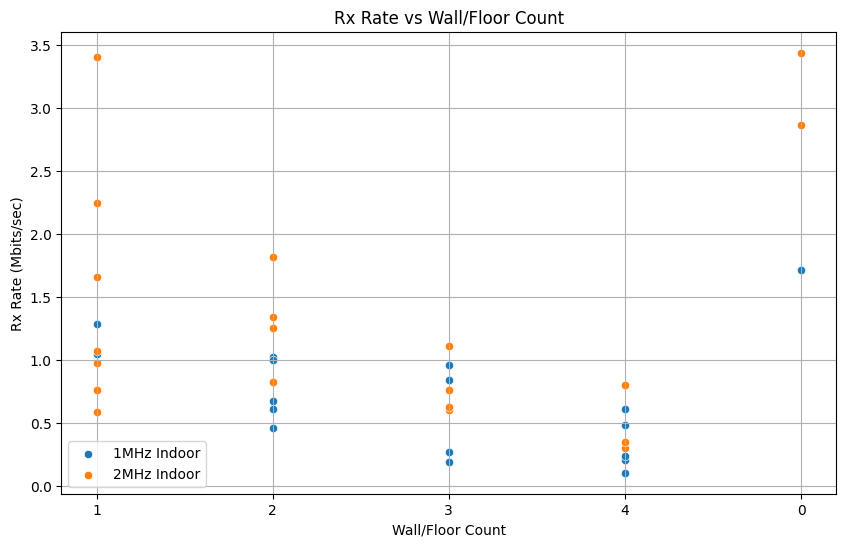 Rx Rate vs Wall/Floor Count
Rx Rate (Mbits/sec)
3.5
3.0
2.5
2.0
1.5
1.0
0.5
0.0
1MHz Indoor
2MHz Indoor
1 2 3 4 0
Wall/Floor Count